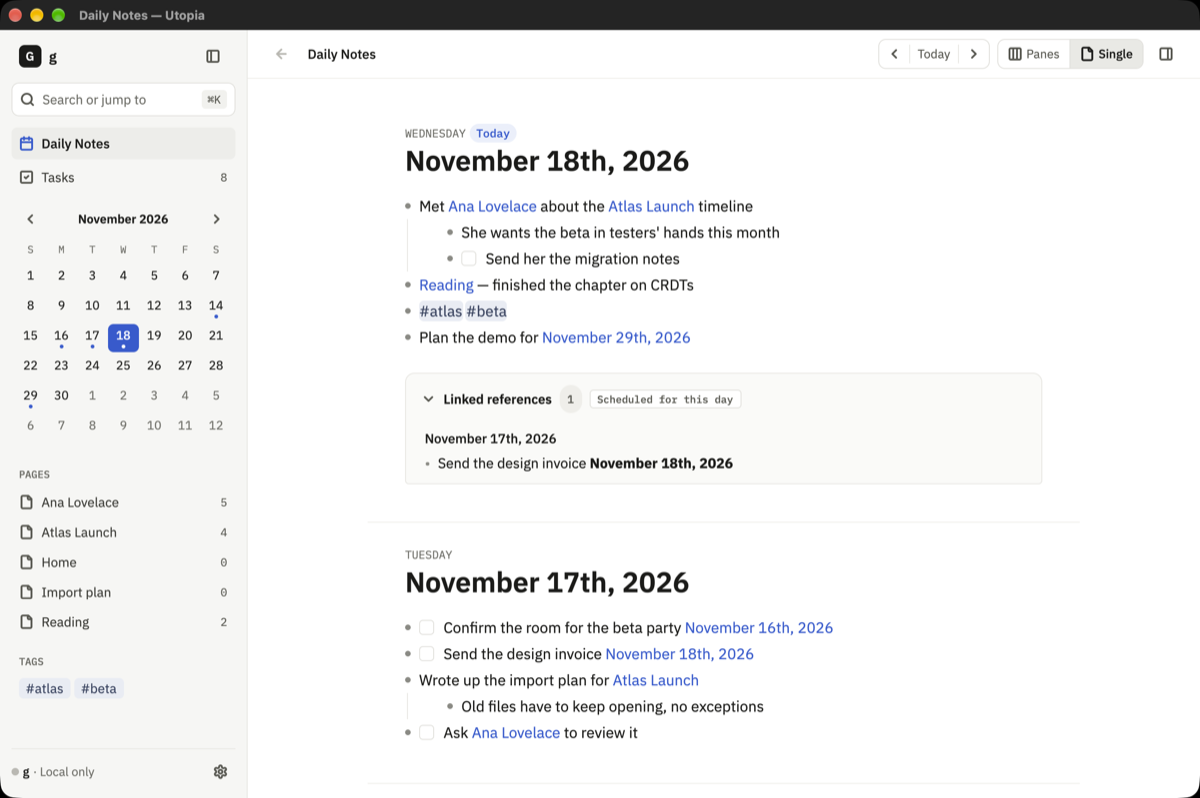 Daily Notes — Utopia
G g
Search or jump to ⌘K
Daily Notes
Tasks 8
November 2026
S M T W T F S
1 2 3 4 5 6 7
8 9 10 11 12 13 14
15 16 17 18 19 20 21
22 23 24 25 26 27 28
29 30 1 2 3 4 5
6 7 8 9 10 11 12
PAGES
Ana Lovelace 5
Atlas Launch 4
Home 0
Import plan 0
Reading 2
TAGS
#atlas #beta
g · Local only
Daily Notes
Today
Panes
Single
WEDNESDAY Today
November 18th, 2026
Met Ana Lovelace about the Atlas Launch timeline
She wants the beta in testers' hands this month
Send her the migration notes
Reading — finished the chapter on CRDTs
#atlas #beta
Plan the demo for November 29th, 2026
Linked references 1 Scheduled for this day
November 17th, 2026
Send the design invoice November 18th, 2026
TUESDAY
November 17th, 2026
Confirm the room for the beta party November 16th, 2026
Send the design invoice November 18th, 2026
Wrote up the import plan for Atlas Launch
Old files have to keep opening, no exceptions
Ask Ana Lovelace to review it